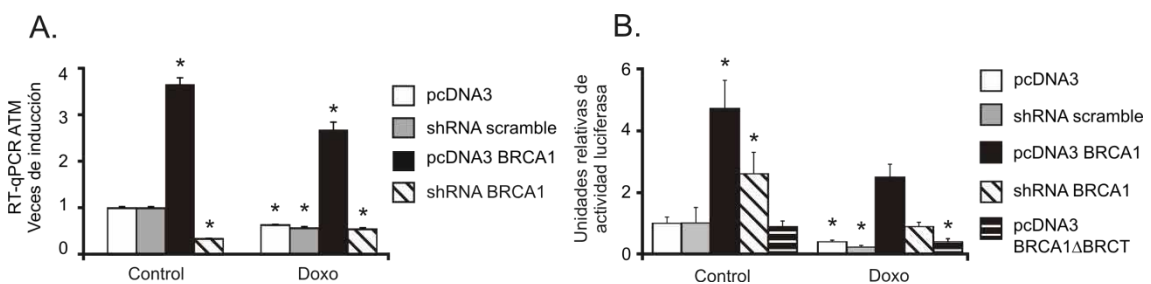 A.
RT-qPCR ATM
Veces de inducción
4
3
2
1
0
*
*
*
*
*
*
Control
Doxo
pcDNA3
shRNA scramble
pcDNA3 BRCA1
shRNA BRCA1
B.
Unidades relativas de
actividad luciferasa
6
4
2
0
*
*
*
*
*
Control
Doxo
pcDNA3
shRNA scramble
pcDNA3 BRCA1
shRNA BRCA1
pcDNA3
BRCA1ΔBRCT